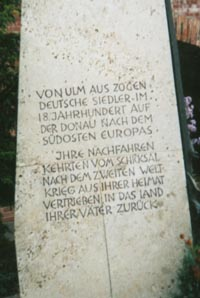 VON ULM AUS ZOGEN
DEUTSCHE SIEDLER·IM
18. JAHRHUNDERT AUF
DER DONAU NACH DEM
SÜDOSTEN EUROPAS
IHRE NACHFAHREN
KEHRTEN VOM SCHIKSAL
NACH DEM ZWEITEN WELT
KRIEG AUS IHRER HEIMAT
VERTRIEBEN IN DAS LAND
IHRER VÄTER ZURÜCK